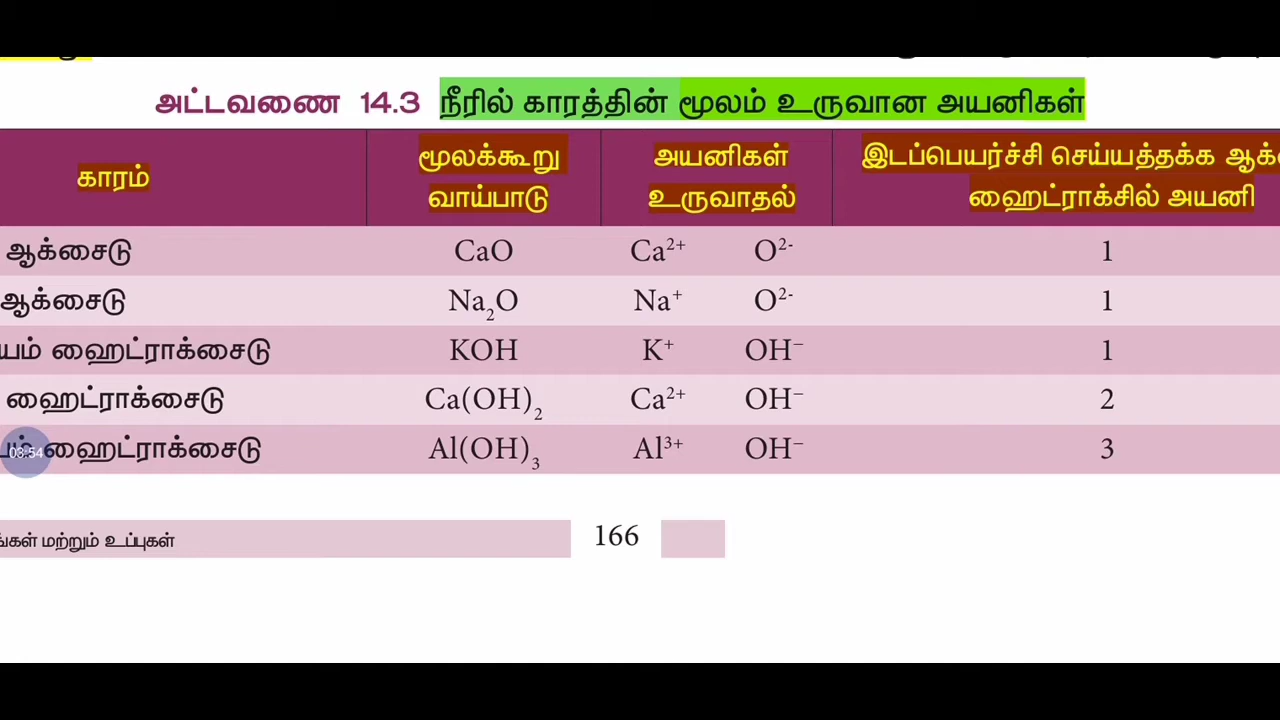 அட்டவணை 14.3 நீரில் காரத்தின் மூலம் உருவான அயனிகள்
காரம் மூலக்கூறு வாய்பாடு அயனிகள் உருவாதல் இடப்பெயர்ச்சி செய்யத்தக்க ஹைட்ராக்சில் அயனி
ஆக்சைடு CaO Ca²⁺ O²⁻ 1
ஆக்சைடு Na₂O Na⁺ O²⁻ 1
ஹைட்ராக்சைடு KOH K⁺ OH⁻ 1
ஹைட்ராக்சைடு Ca(OH)₂ Ca²⁺ OH⁻ 2
ஹைட்ராக்சைடு Al(OH)₃ Al³⁺ OH⁻ 3
03:54
மற்றும் உப்புகள் 166